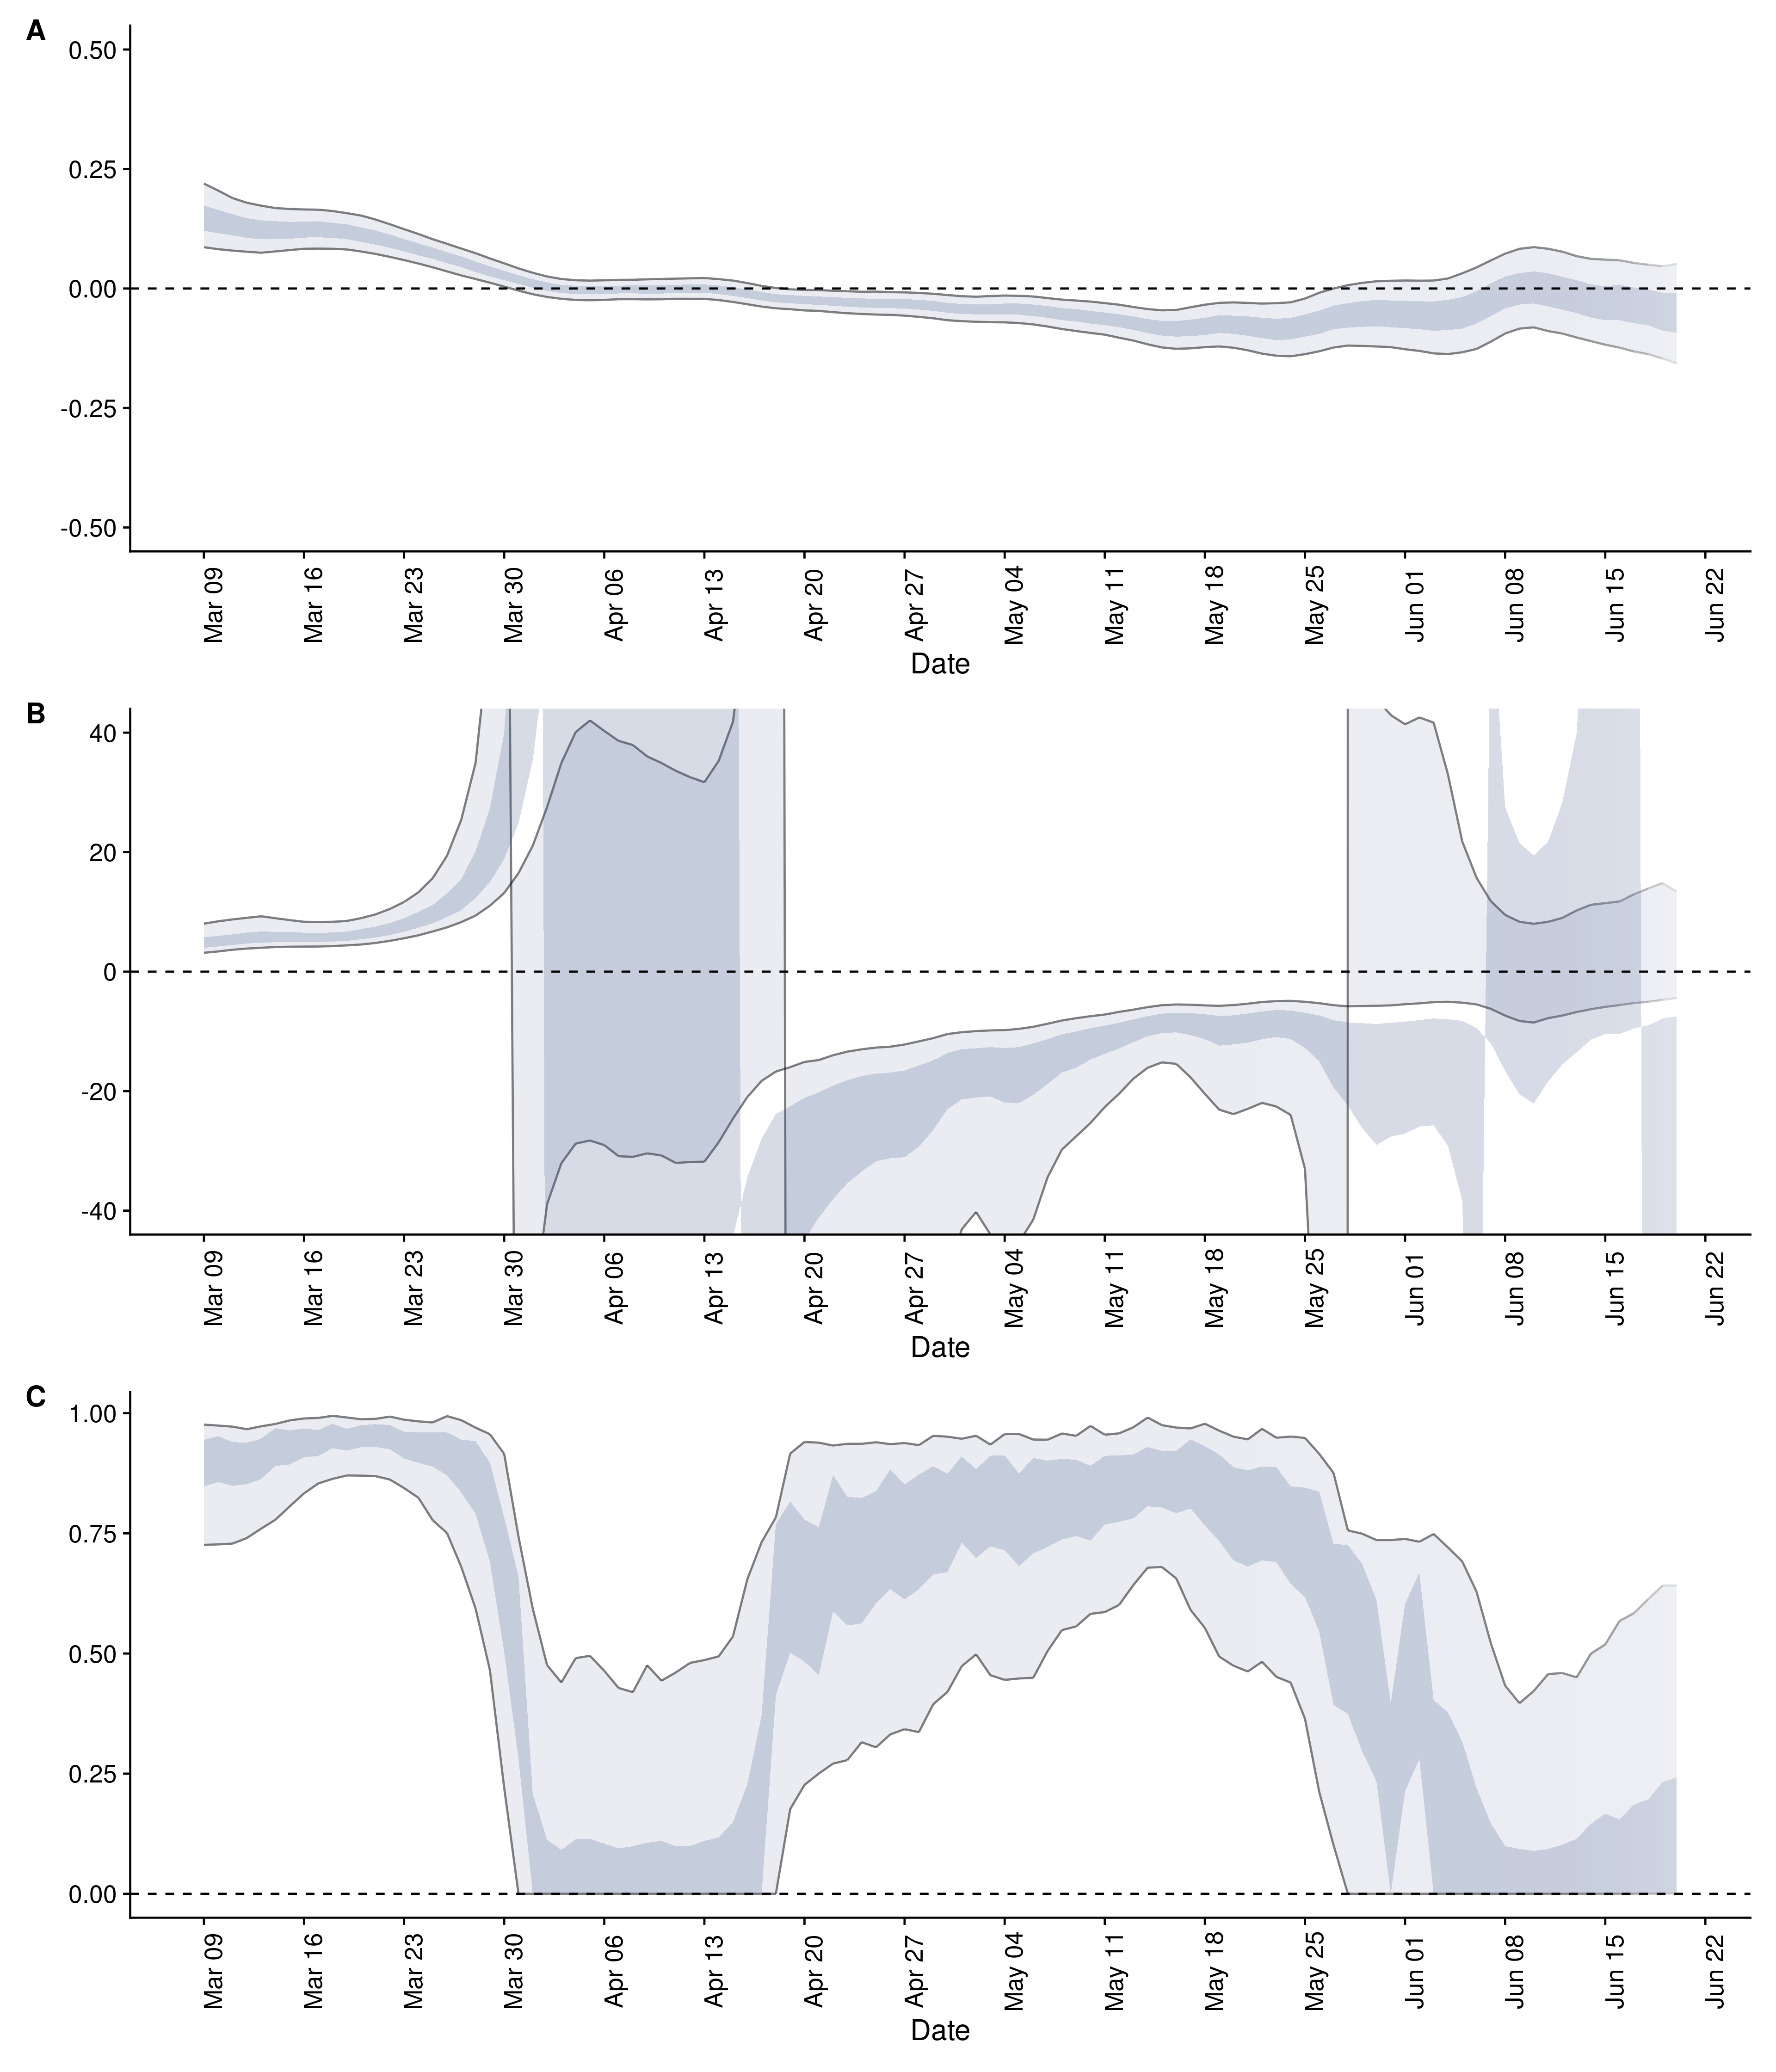 A
0.50
0.25
0.00
-0.25
-0.50
Mar 09
Mar 16
Mar 23
Mar 30
Apr 06
Apr 13
Apr 20
Apr 27
May 04
May 11
May 18
May 25
Jun 01
Jun 08
Jun 15
Jun 22
Date
B
40
20
0
-20
-40
Mar 09
Mar 16
Mar 23
Mar 30
Apr 06
Apr 13
Apr 20
Apr 27
May 04
May 11
May 18
May 25
Jun 01
Jun 08
Jun 15
Jun 22
Date
C
1.00
0.75
0.50
0.25
0.00
Mar 09
Mar 16
Mar 23
Mar 30
Apr 06
Apr 13
Apr 20
Apr 27
May 04
May 11
May 18
May 25
Jun 01
Jun 08
Jun 15
Jun 22
Date